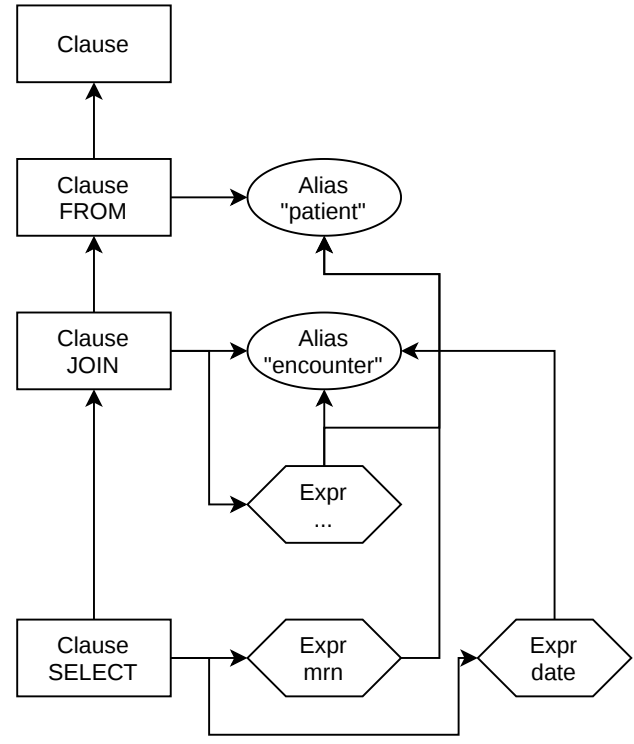 Clause
Clause
FROM
Alias
"patient"
Clause
JOIN
Alias
"encounter"
Expr
...
Clause
SELECT
Expr
mrn
Expr
date